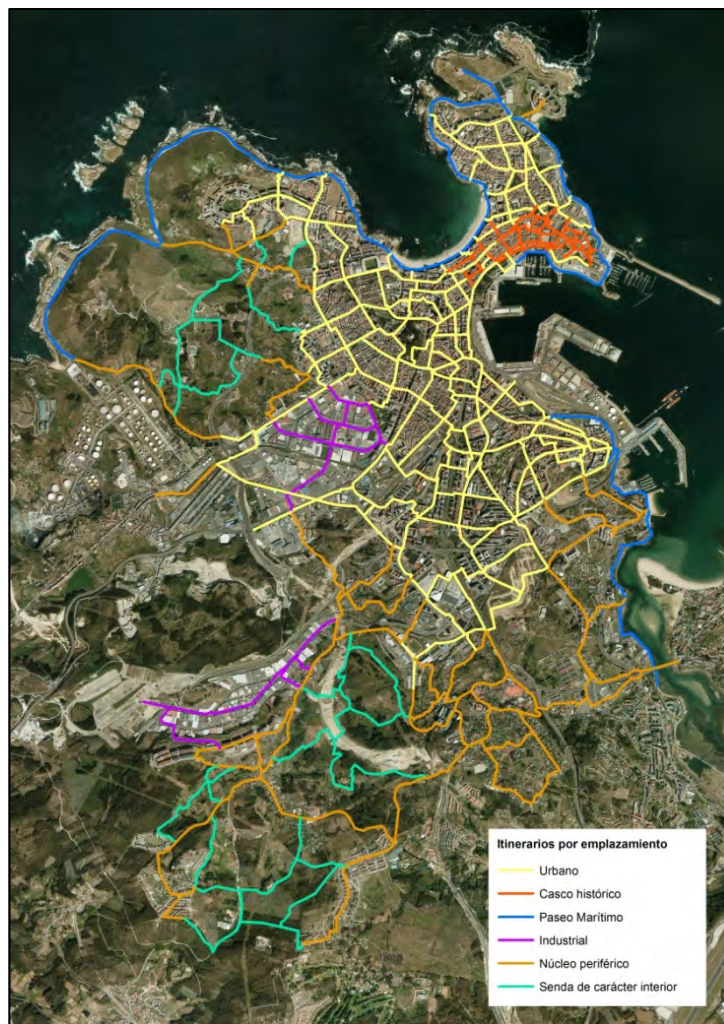 Itinerarios por emplazamiento
Urbano
Casco histórico
Paseo Marítimo
Industrial
Núcleo periférico
Senda de carácter interior